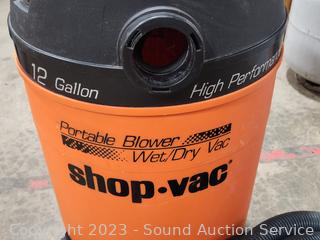 12 Gallon
High Performance
Portable Blower
Wet/Dry Vac
shop·vac®
Copyright © 2023 - Sound Auction Service